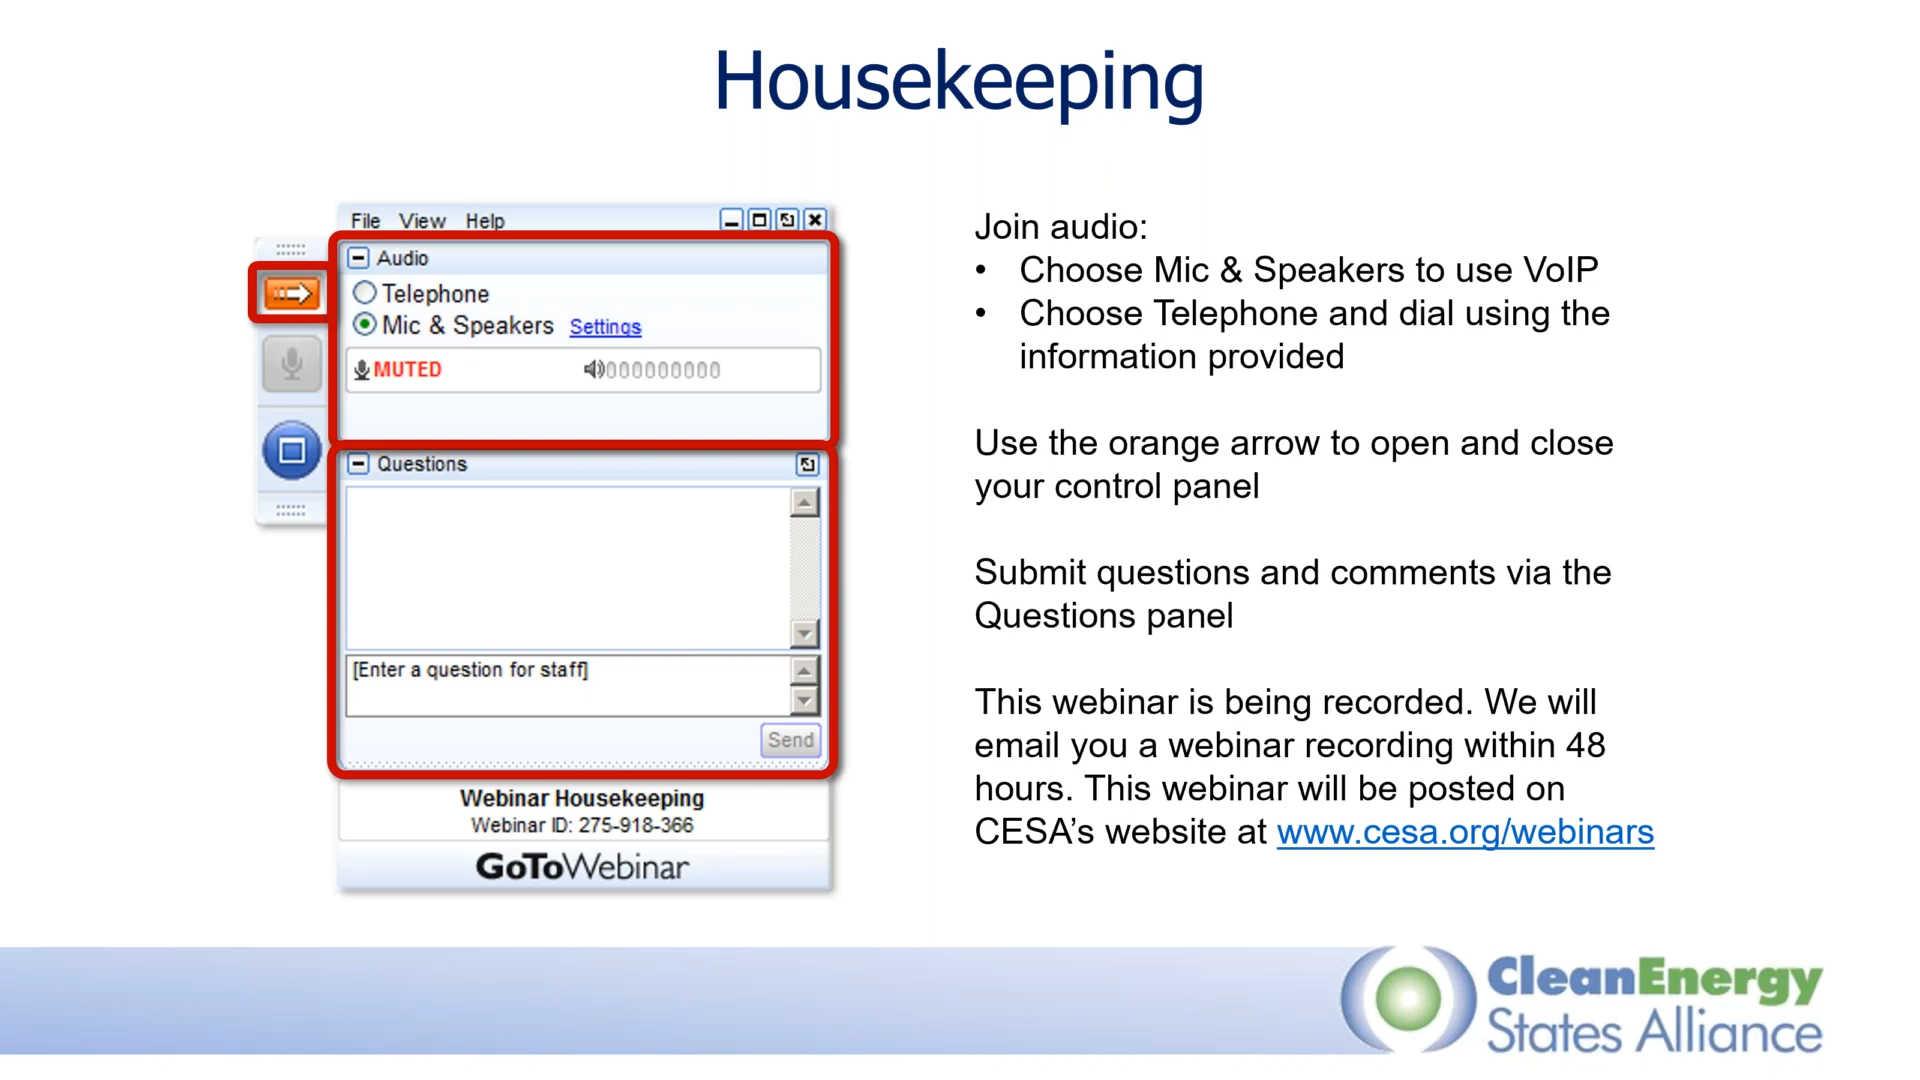 Housekeeping
File View Help
Audio
Telephone
Mic & Speakers Settings
MUTED
000000000
Questions
[Enter a question for staff]
Send
Webinar Housekeeping
Webinar ID: 275-918-366
GoToWebinar
Join audio:
• Choose Mic & Speakers to use VoIP
• Choose Telephone and dial using the
information provided
Use the orange arrow to open and close
your control panel
Submit questions and comments via the
Questions panel
This webinar is being recorded. We will
email you a webinar recording within 48
hours. This webinar will be posted on
CESA’s website at www.cesa.org/webinars
CleanEnergy
States Alliance